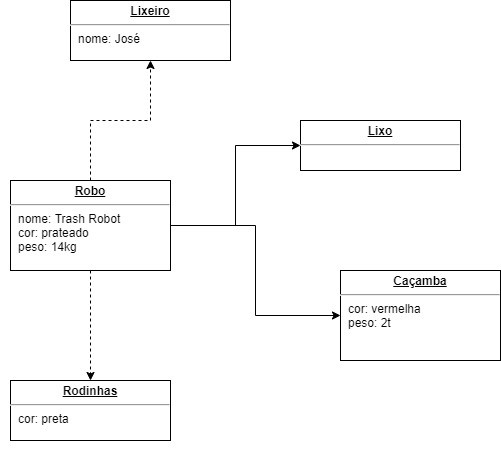 Lixeiro
nome: José
Lixo
Robo
nome: Trash Robot
cor: prateado
peso: 14kg
Caçamba
cor: vermelha
peso: 2t
Rodinhas
cor: preta